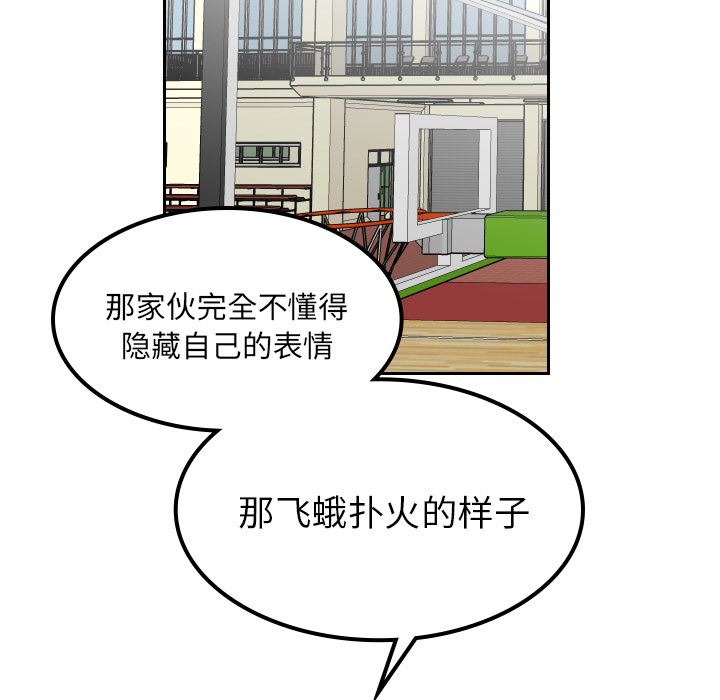 那家伙完全不懂得
隐藏自己的表情
那飞蛾扑火的样子